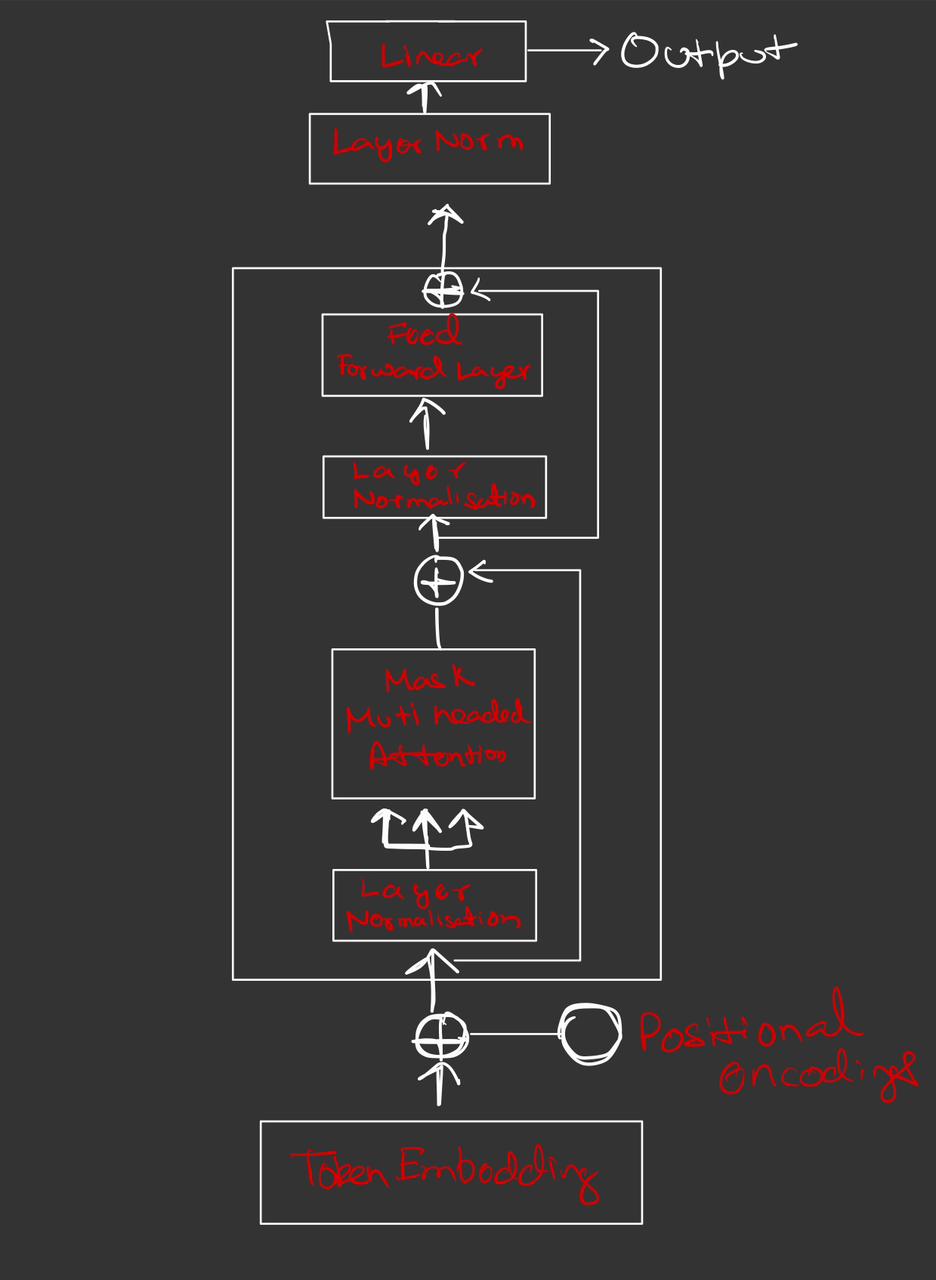 Linear
Output
Layer Norm
Feed
Forward Layer
Layer
Normalisation
Mask
Muti headed
Attention
Layer
Normalisation
Positional
encodings
Token Embedding